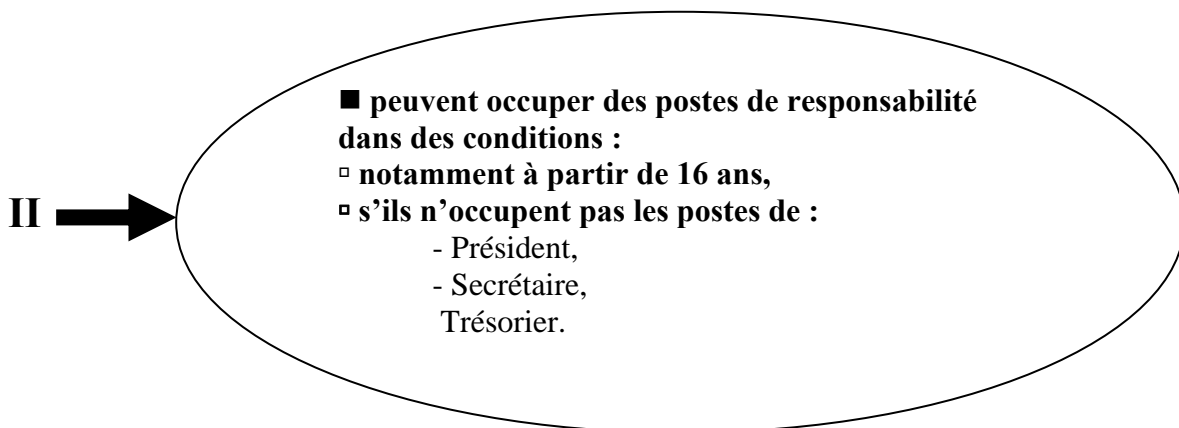 ■ peuvent occuper des postes de responsabilité
dans des conditions :
▫ notamment à partir de 16 ans,
▫ s’ils n’occupent pas les postes de :
- Président,
- Secrétaire,
Trésorier.
II